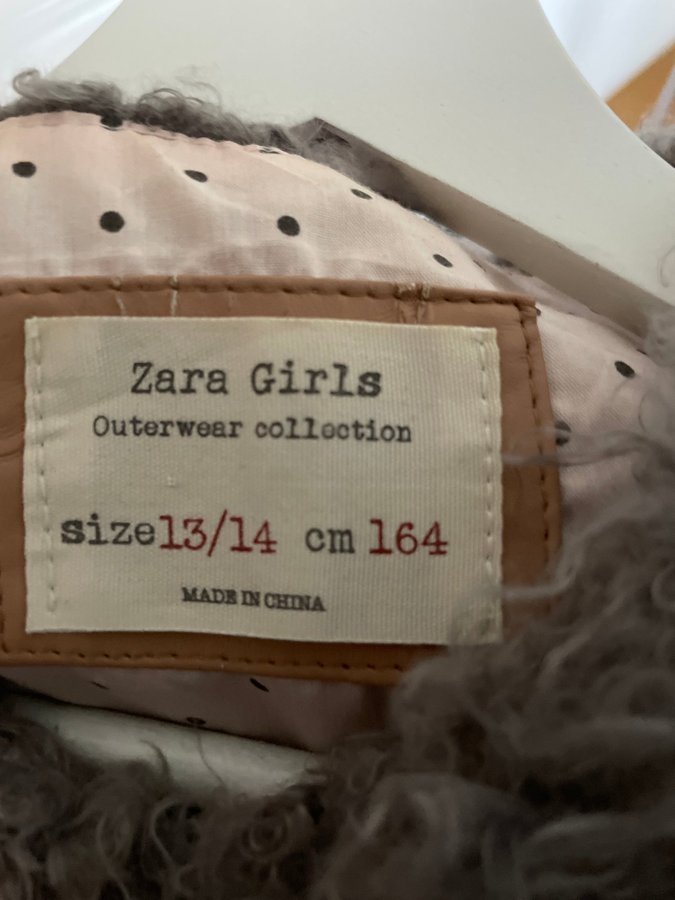 Zara Girls
Outerwear collection
size13/14 cm 164
MADE IN CHINA